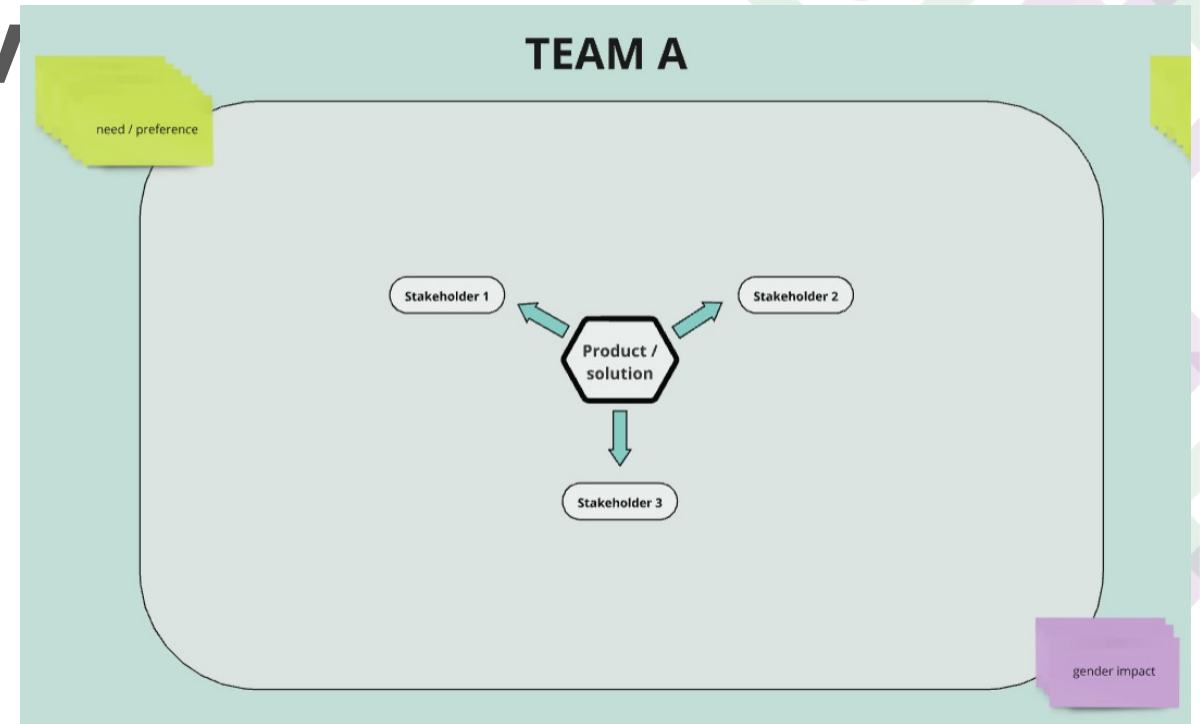 TEAM A
need / preference
Stakeholder 1
Stakeholder 2
Product /
solution
Stakeholder 3
gender impact